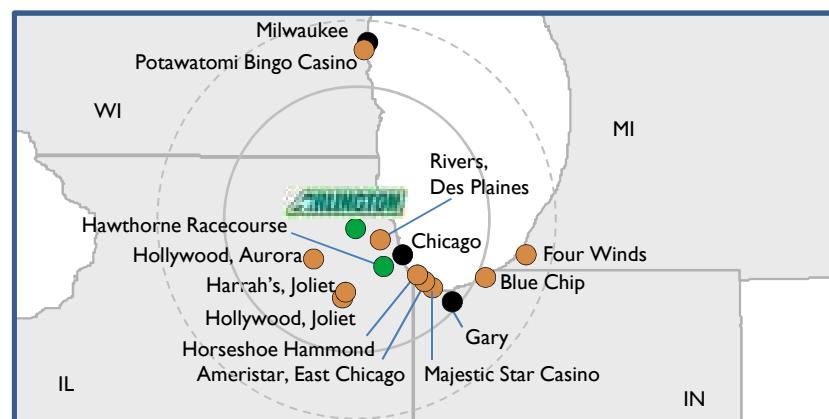 Milwaukee
Potawatomi Bingo Casino
WI
MI
Rivers,
Des Plaines
ARLINGTON
Hawthorne Racecourse
Chicago
Hollywood, Aurora
Four Winds
Harrah's, Joliet
Blue Chip
Hollywood, Joliet
Gary
Horseshoe Hammond
Ameristar, East Chicago
Majestic Star Casino
IL
IN